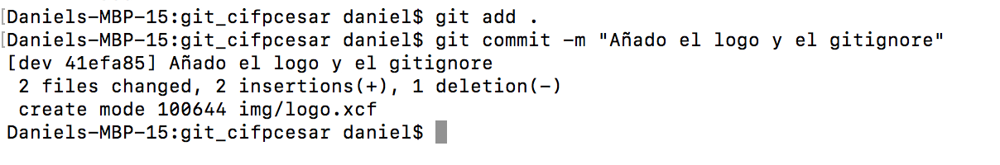 [Daniels-MBP-15:git_cifpcesar daniel$ git add .
[Daniels-MBP-15:git_cifpcesar daniel$ git commit -m "Añado el logo y el gitignore"
[dev 41efa85] Añado el logo y el gitignore
 2 files changed, 2 insertions(+), 1 deletion(-)
 create mode 100644 img/logo.xcf
Daniels-MBP-15:git_cifpcesar daniel$